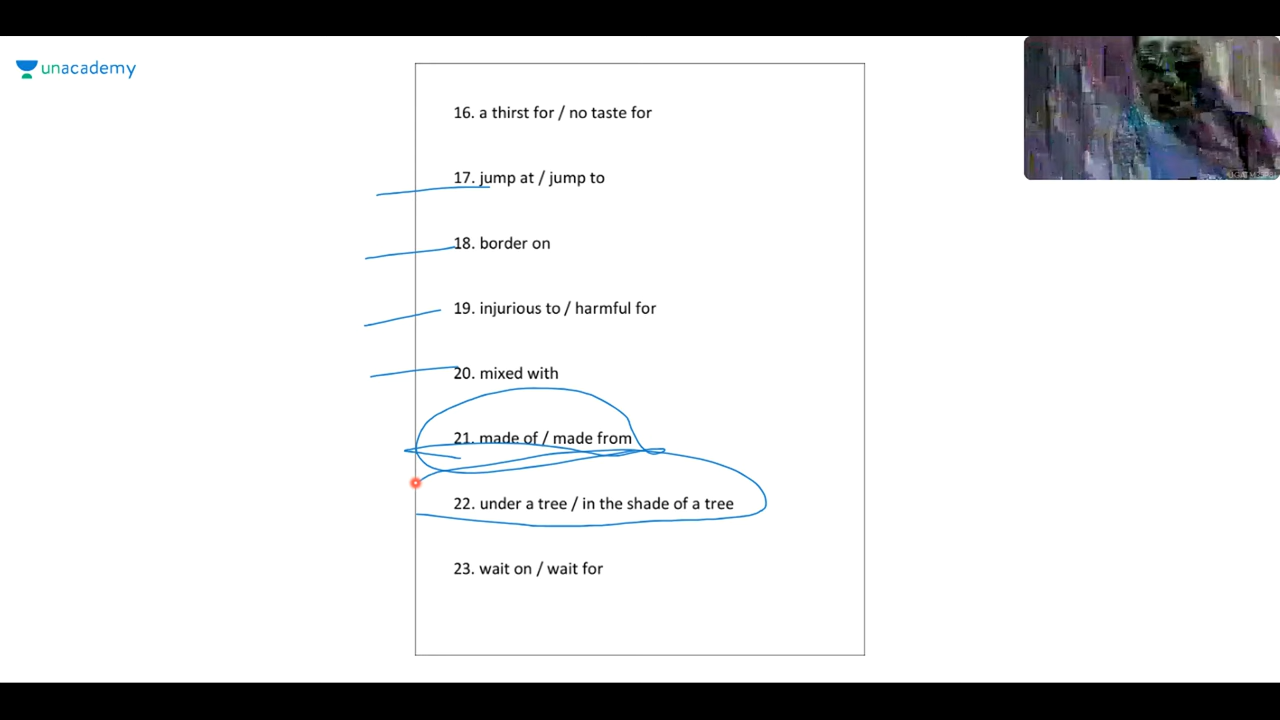 unacademy
16. a thirst for / no taste for
17. jump at / jump to
18. border on
19. injurious to / harmful for
20. mixed with
21. made of / made from
22. under a tree / in the shade of a tree
23. wait on / wait for